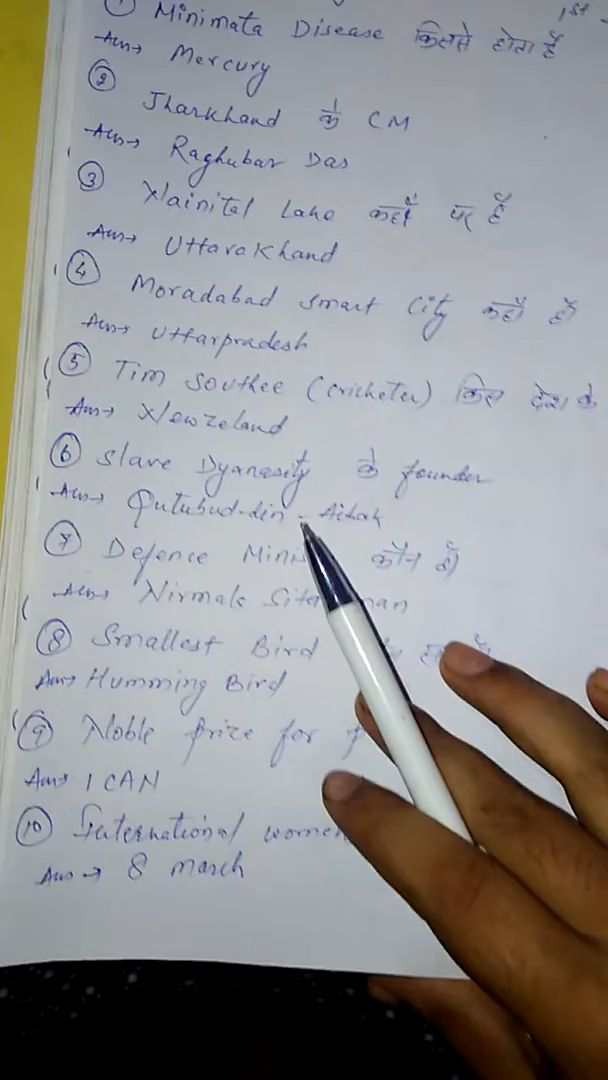 1st
① Minimata Disease किससे होता है
Ans→ Mercury
② Jharkhand के CM
Ans→ Raghubar Das
③ Nainital Lake कहाँ पर है
Ans→ Uttarakhand
④ Moradabad Smart City कहाँ है
Ans→ Uttarpradesh
⑤ Tim Southee (cricketer) किस देश के
Ans→ Newzeland
⑥ Slave Dyanesity के founder
Ans→ Qutubud-din-Aibak
⑦ Defence कौन है
Ans→ Nirmala
⑧ Smallest Bird
Ans→ Humming Bird
⑨ Noble Prize for
Ans→ ICAN
⑩ International women
Ans→ 8 march